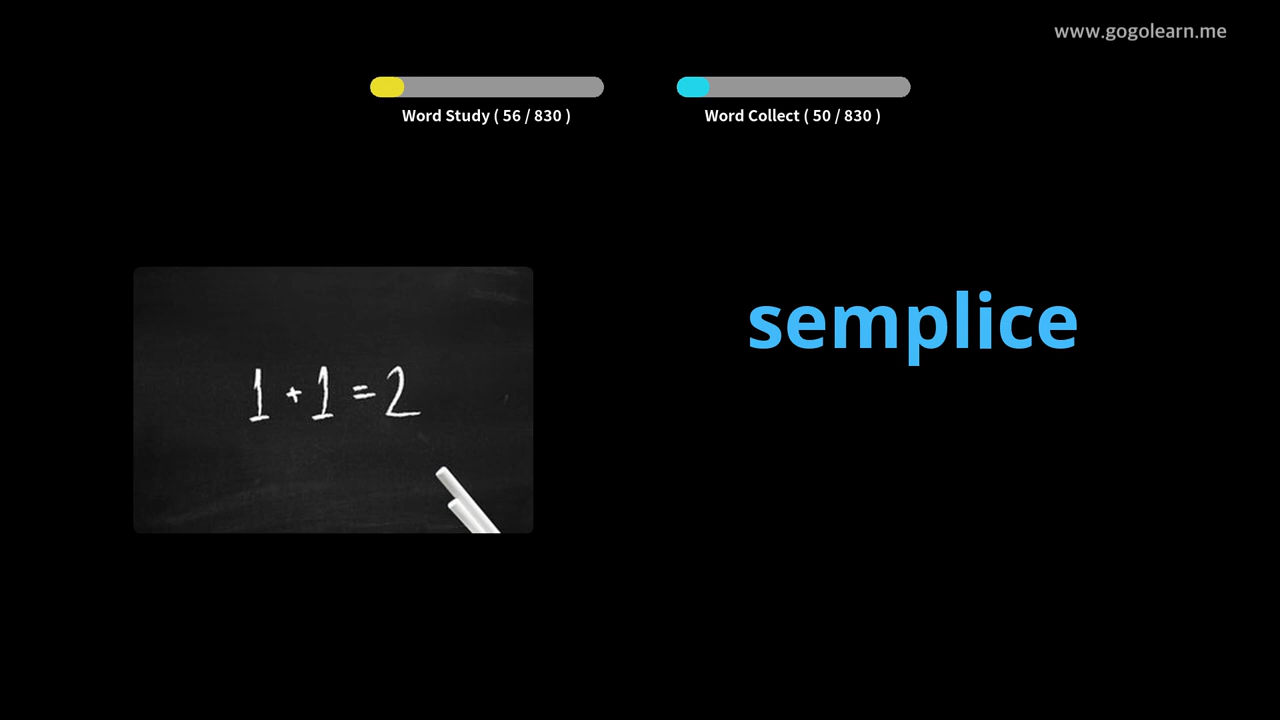 www.gogolearn.me
Word Study ( 56 / 830 )
Word Collect ( 50 / 830 )
semplice
1 + 1 = 2